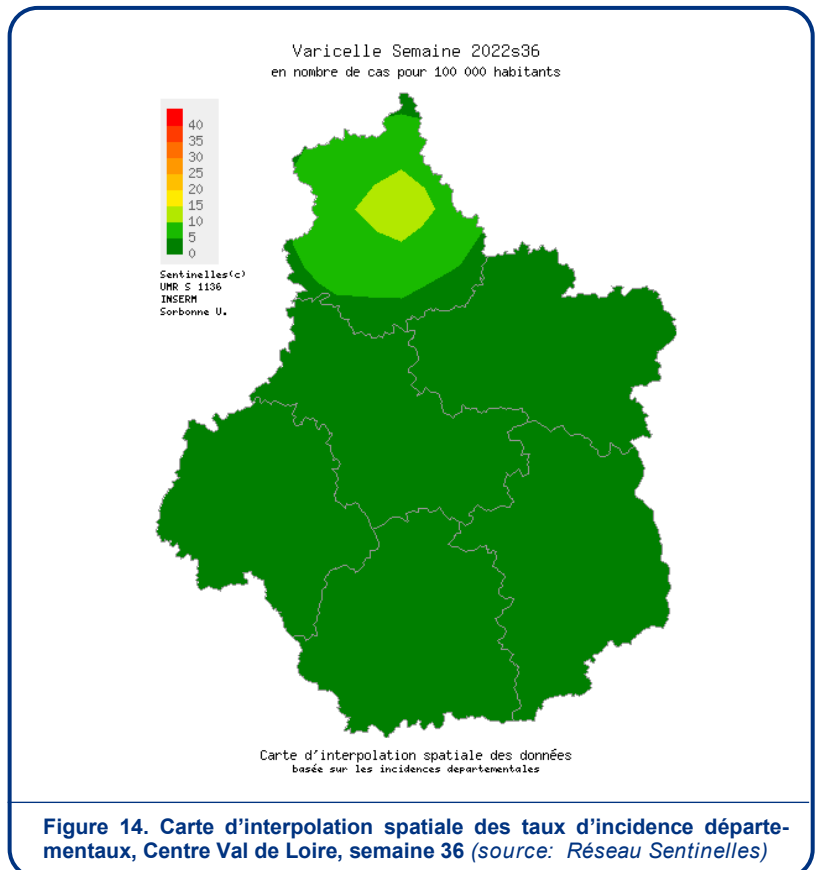 Varicelle Semaine 2022s36
en nombre de cas pour 100 000 habitants
40
35
30
25
20
15
10
5
0
Sentinelles(c)
UMR S 1136
INSERM
Sorbonne U.
Carte d'interpolation spatiale des données
basée sur les incidences departementales
Figure 14. Carte d’interpolation spatiale des taux d’incidence départe-
mentaux, Centre Val de Loire, semaine 36 (source: Réseau Sentinelles)